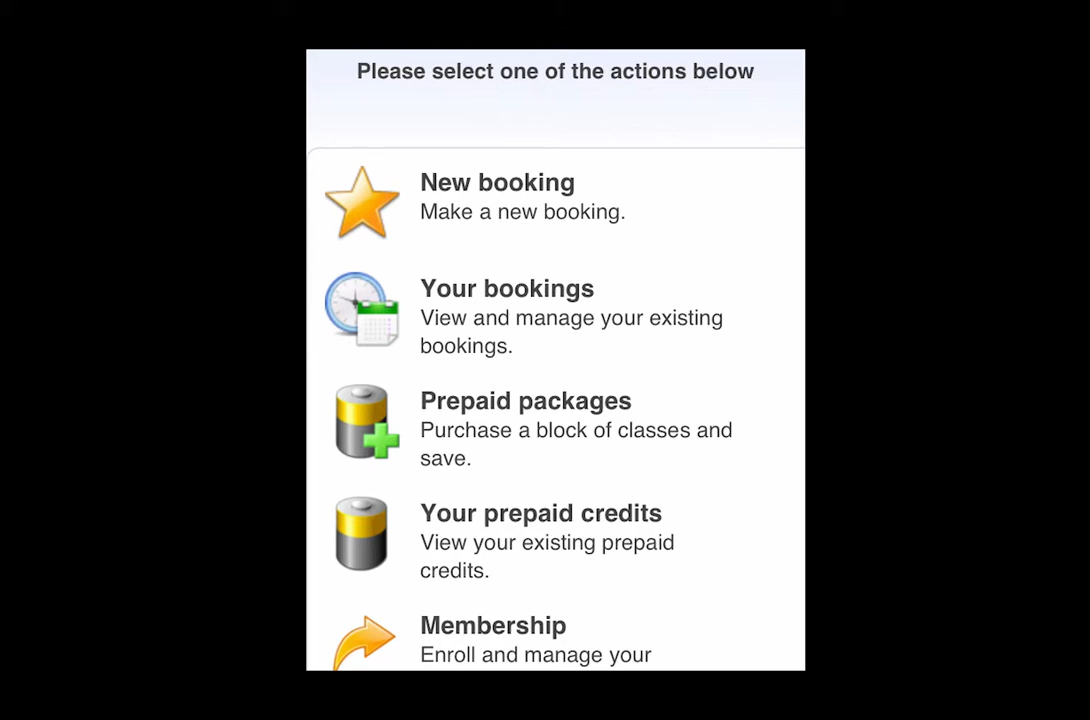 Please select one of the actions below
New booking
Make a new booking.
Your bookings
View and manage your existing
bookings.
Prepaid packages
Purchase a block of classes and
save.
Your prepaid credits
View your existing prepaid
credits.
Membership
Enroll and manage your